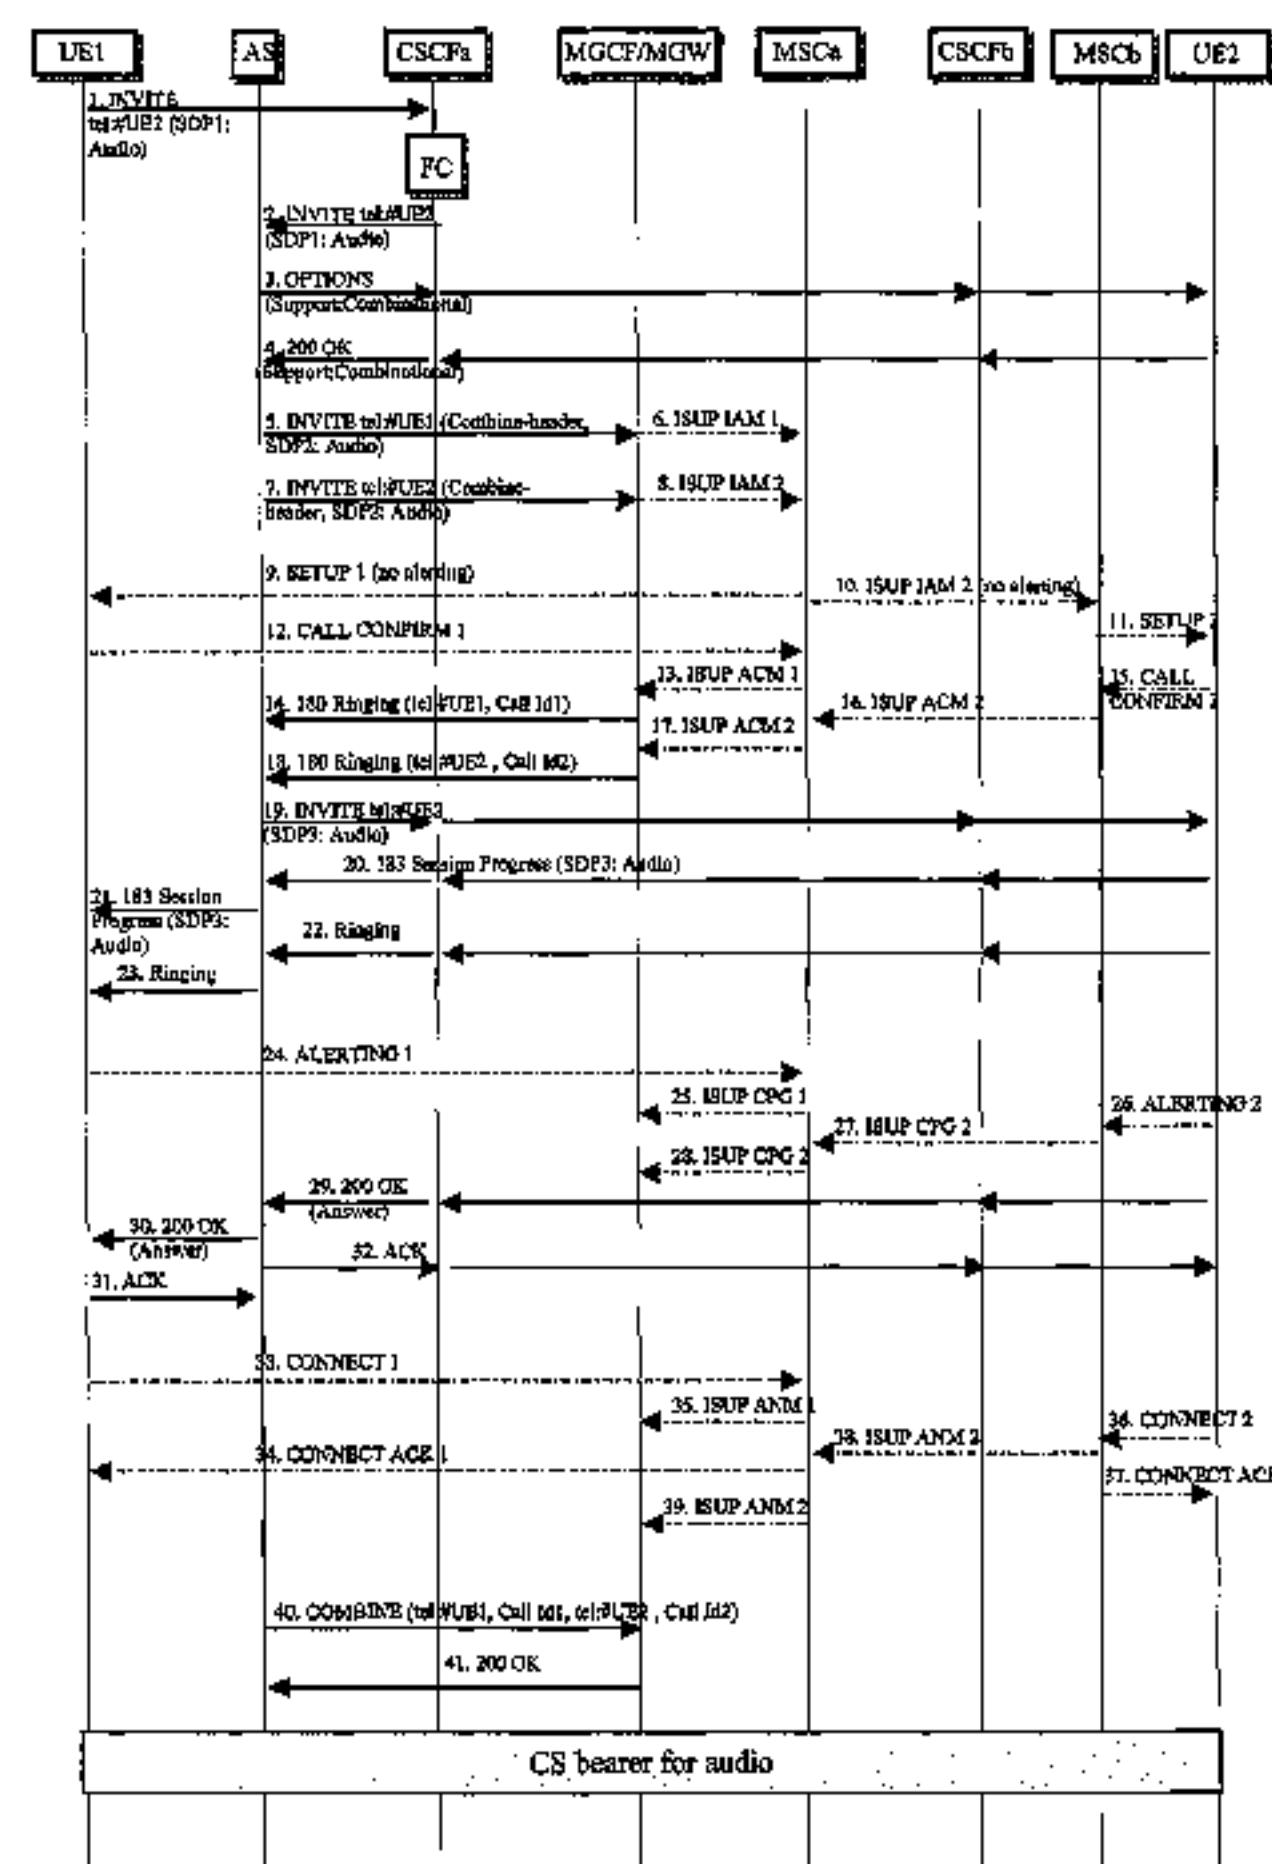 UE1
AS
CSCFa
MGCF/MGW
MSCa
CSCFb
MSCb
UE2
1. INVITE
tel:#UE2 (SDP1:
Audio)
FC
2. INVITE tel:#UE2
(SDP1: Audio)
3. OPTIONS
(Support:Combinational)
4. 200 OK
(Support:Combinational)
5. INVITE tel:#UE1 (Combine-header,
SDP2: Audio)
6. ISUP IAM 1
7. INVITE tel:#UE2 (Combine-
header, SDP2: Audio)
8. ISUP IAM 2
9. SETUP 1 (no alerting)
10. ISUP IAM 2 (no alerting)
11. SETUP 2
12. CALL CONFIRM 1
13. ISUP ACM 1
15. CALL
CONFIRM 2
14. 180 Ringing (tel:#UE1, Call Id1)
16. ISUP ACM 2
17. ISUP ACM 2
18. 180 Ringing (tel:#UE2 , Call Id2)
19. INVITE tel:#UE2
(SDP3: Audio)
20. 183 Session Progress (SDP3: Audio)
21. 183 Session
Progress (SDP3:
Audio)
22. Ringing
23. Ringing
24. ALERTING 1
25. ISUP CPG 1
26. ALERTING 2
27. ISUP CPG 2
28. ISUP CPG 2
29. 200 OK
(Answer)
30. 200 OK
(Answer)
32. ACK
31. ACK
33. CONNECT 1
35. ISUP ANM 1
36. CONNECT 2
38. ISUP ANM 2
34. CONNECT ACK 1
37. CONNECT ACK
39. ISUP ANM 2
40. COMBINE (tel:#UE1, Call Id1, tel:#UE2 , Call Id2)
41. 200 OK
CS bearer for audio